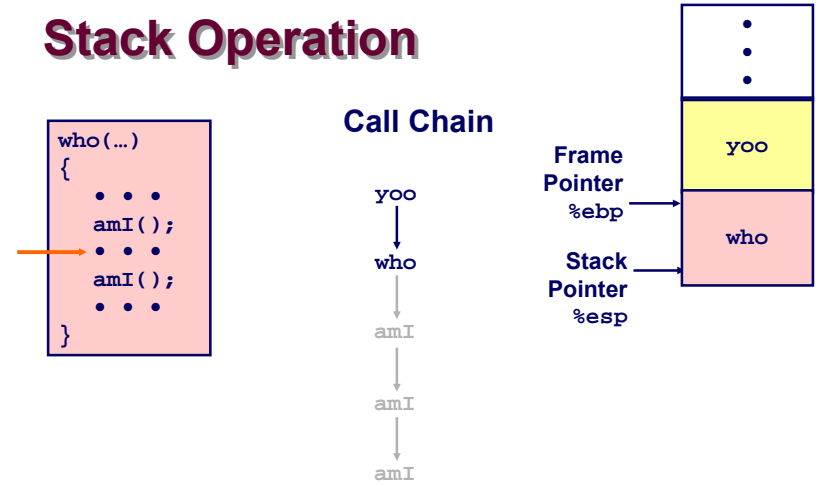 Stack Operation
who(…)
{
• • •
amI();
• • •
amI();
• • •
}
Call Chain
yoo
who
amI
amI
amI
Frame
Pointer
%ebp
Stack
Pointer
%esp
•
•
•
yoo
who